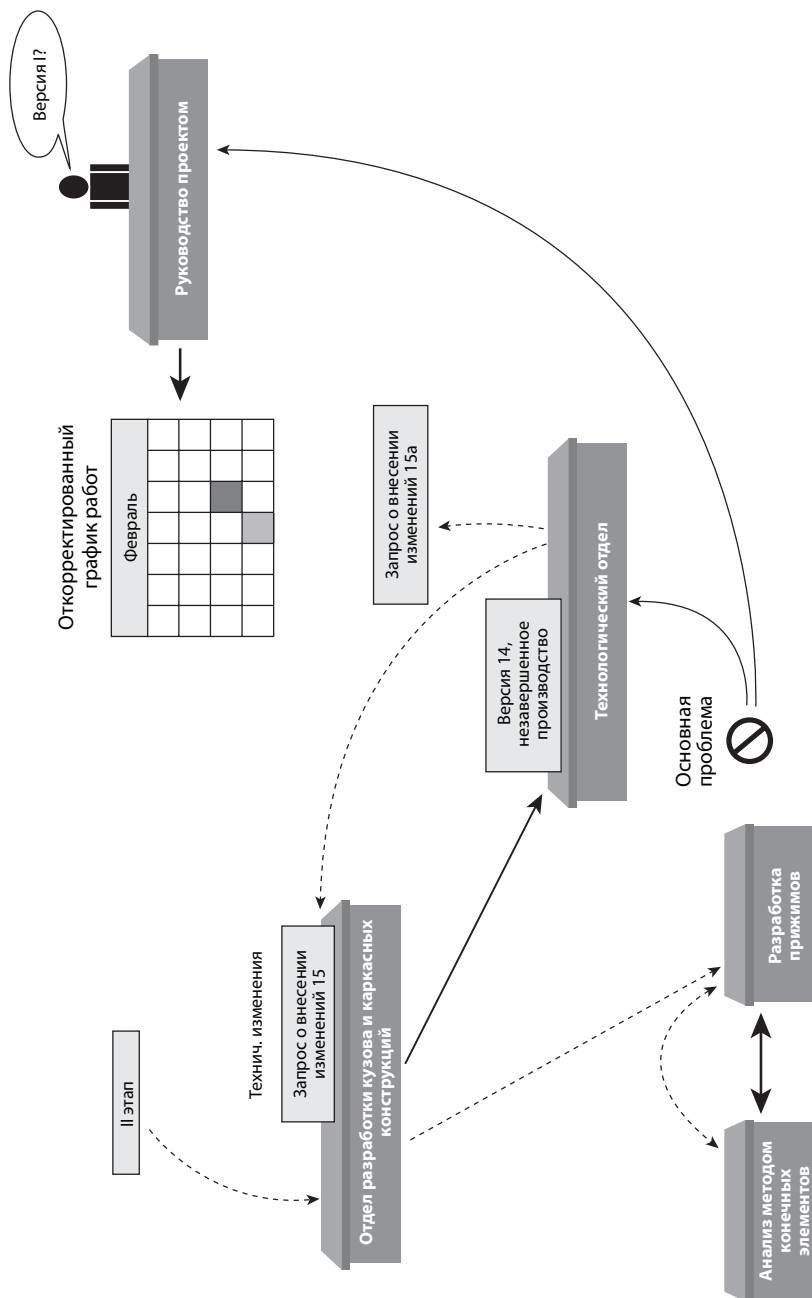 II этап
Технич. изменения
Запрос о внесении
изменений 15
Отдел разработки кузова и каркасных
конструкций
Анализ методом
конечных
элементов
Разработка
прижимов
Основная
проблема
Версия 14,
незавершенное
производство
Технологический отдел
Запрос о внесении
изменений 15а
Откорректированный
график работ
Февраль
Версия I?
Руководство проектом